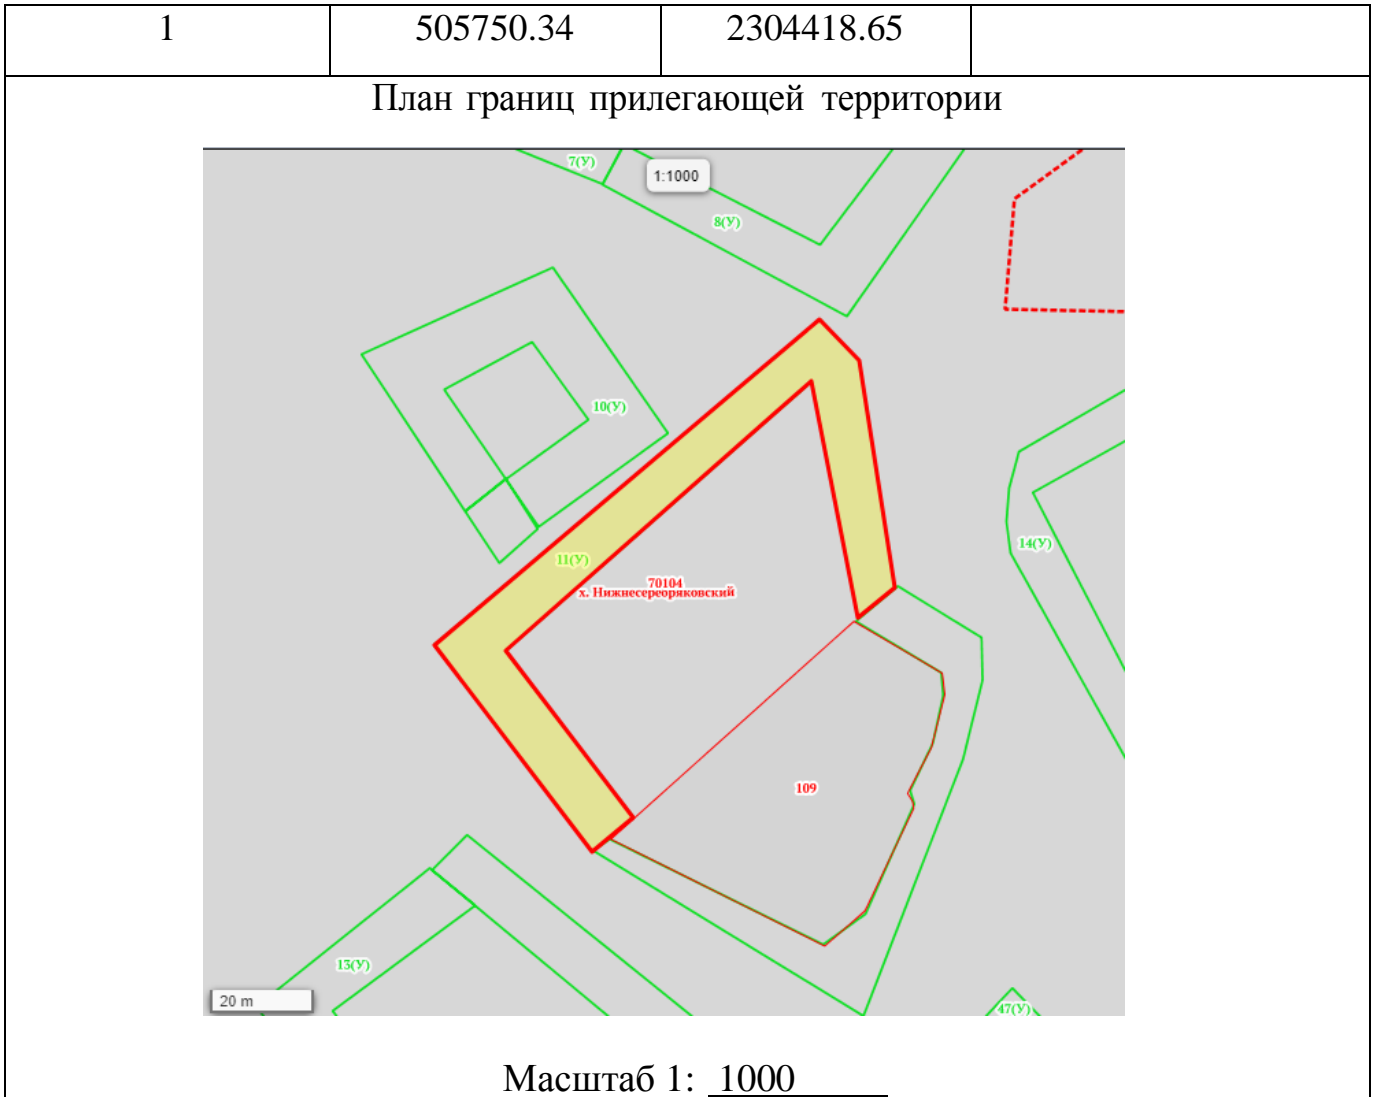 1 505750.34 2304418.65
План границ прилегающей территории
7(У)
1:1000
8(У)
10(У)
11(У)
14(У)
70104
х. Нижнесереоряковский
109
13(У)
20 m
47(У)
Масштаб 1: 1000